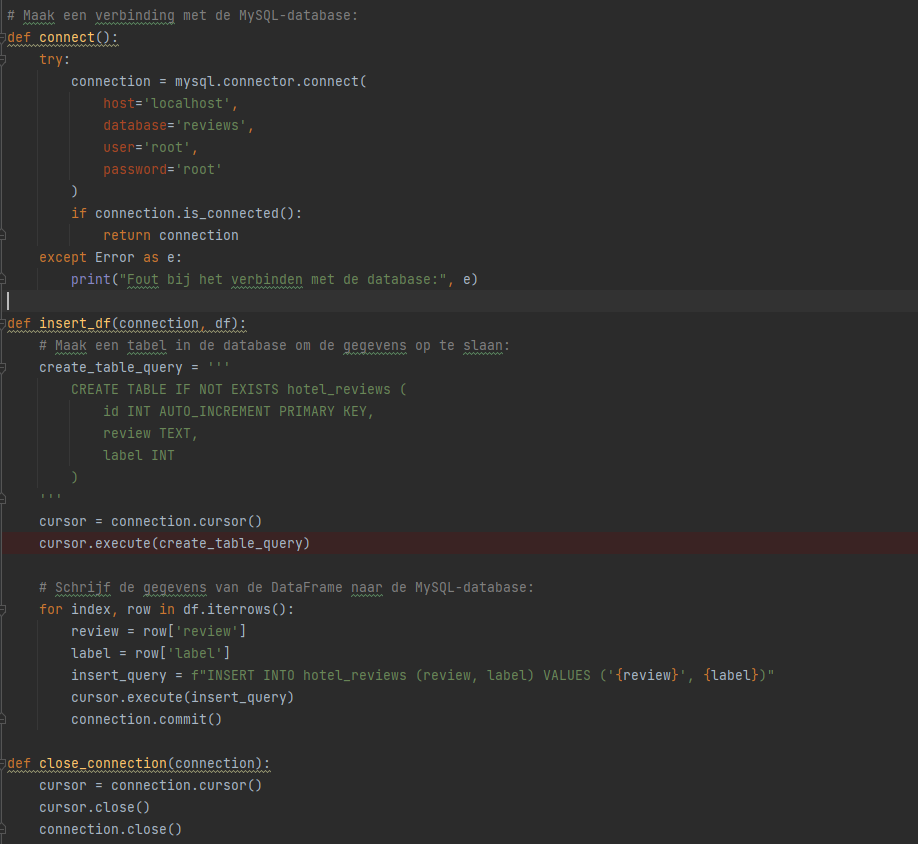 # Maak een verbinding met de MySQL-database:
def connect():
    try:
        connection = mysql.connector.connect(
            host='localhost',
            database='reviews',
            user='root',
            password='root'
        )
        if connection.is_connected():
            return connection
    except Error as e:
        print("Fout bij het verbinden met de database:", e)

def insert_df(connection, df):
    # Maak een tabel in de database om de gegevens op te slaan:
    create_table_query = '''
        CREATE TABLE IF NOT EXISTS hotel_reviews (
            id INT AUTO_INCREMENT PRIMARY KEY,
            review TEXT,
            label INT
        )
    '''
    cursor = connection.cursor()
    cursor.execute(create_table_query)

    # Schrijf de gegevens van de DataFrame naar de MySQL-database:
    for index, row in df.iterrows():
        review = row['review']
        label = row['label']
        insert_query = f"INSERT INTO hotel_reviews (review, label) VALUES ('{review}', {label})"
        cursor.execute(insert_query)
        connection.commit()

def close_connection(connection):
    cursor = connection.cursor()
    cursor.close()
    connection.close()